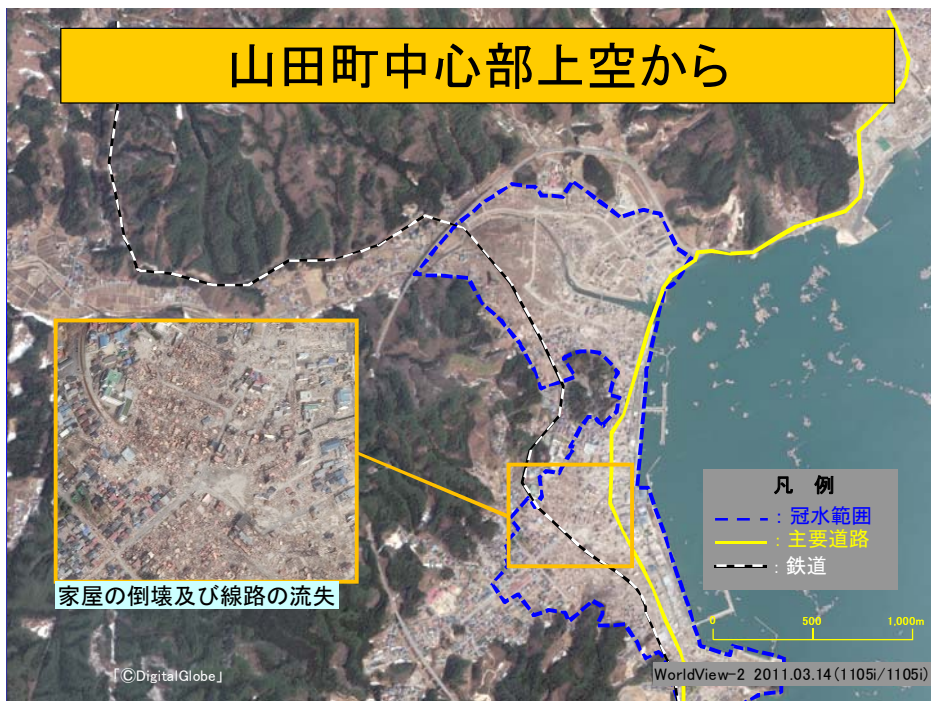 山田町中心部上空から
家屋の倒壊及び線路の流失
凡 例
：冠水範囲
：主要道路
：鉄道
0 500 1,000m
「©DigitalGlobe」
WorldView-2 2011.03.14(1105i/1105i)